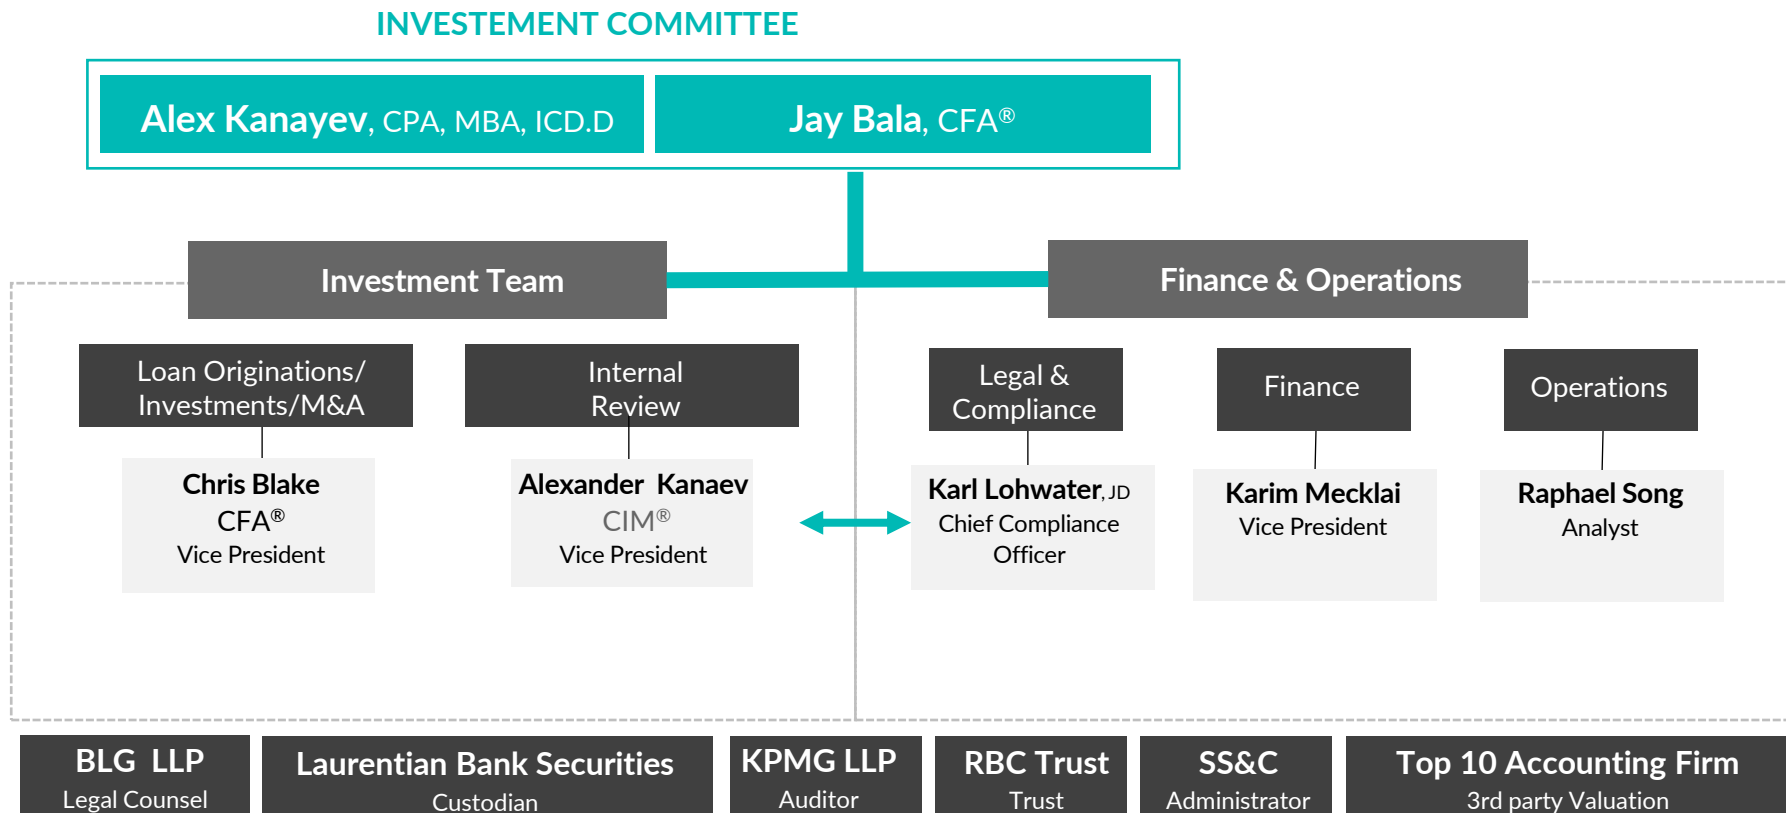 INVESTEMENT COMMITTEE
Alex Kanayev, CPA, MBA, ICD.D
Jay Bala, CFA®
Investment Team
Finance & Operations
Loan Originations/
Investments/M&A
Internal
Review
Legal &
Compliance
Finance
Operations
Chris Blake
CFA®
Vice President
Alexander Kanaev
CIM®
Vice President
Karl Lohwater, JD
Chief Compliance
Officer
Karim Mecklai
Vice President
Raphael Song
Analyst
BLG LLP
Legal Counsel
Laurentian Bank Securities
Custodian
KPMG LLP
Auditor
RBC Trust
Trust
SS&C
Administrator
Top 10 Accounting Firm
3rd party Valuation